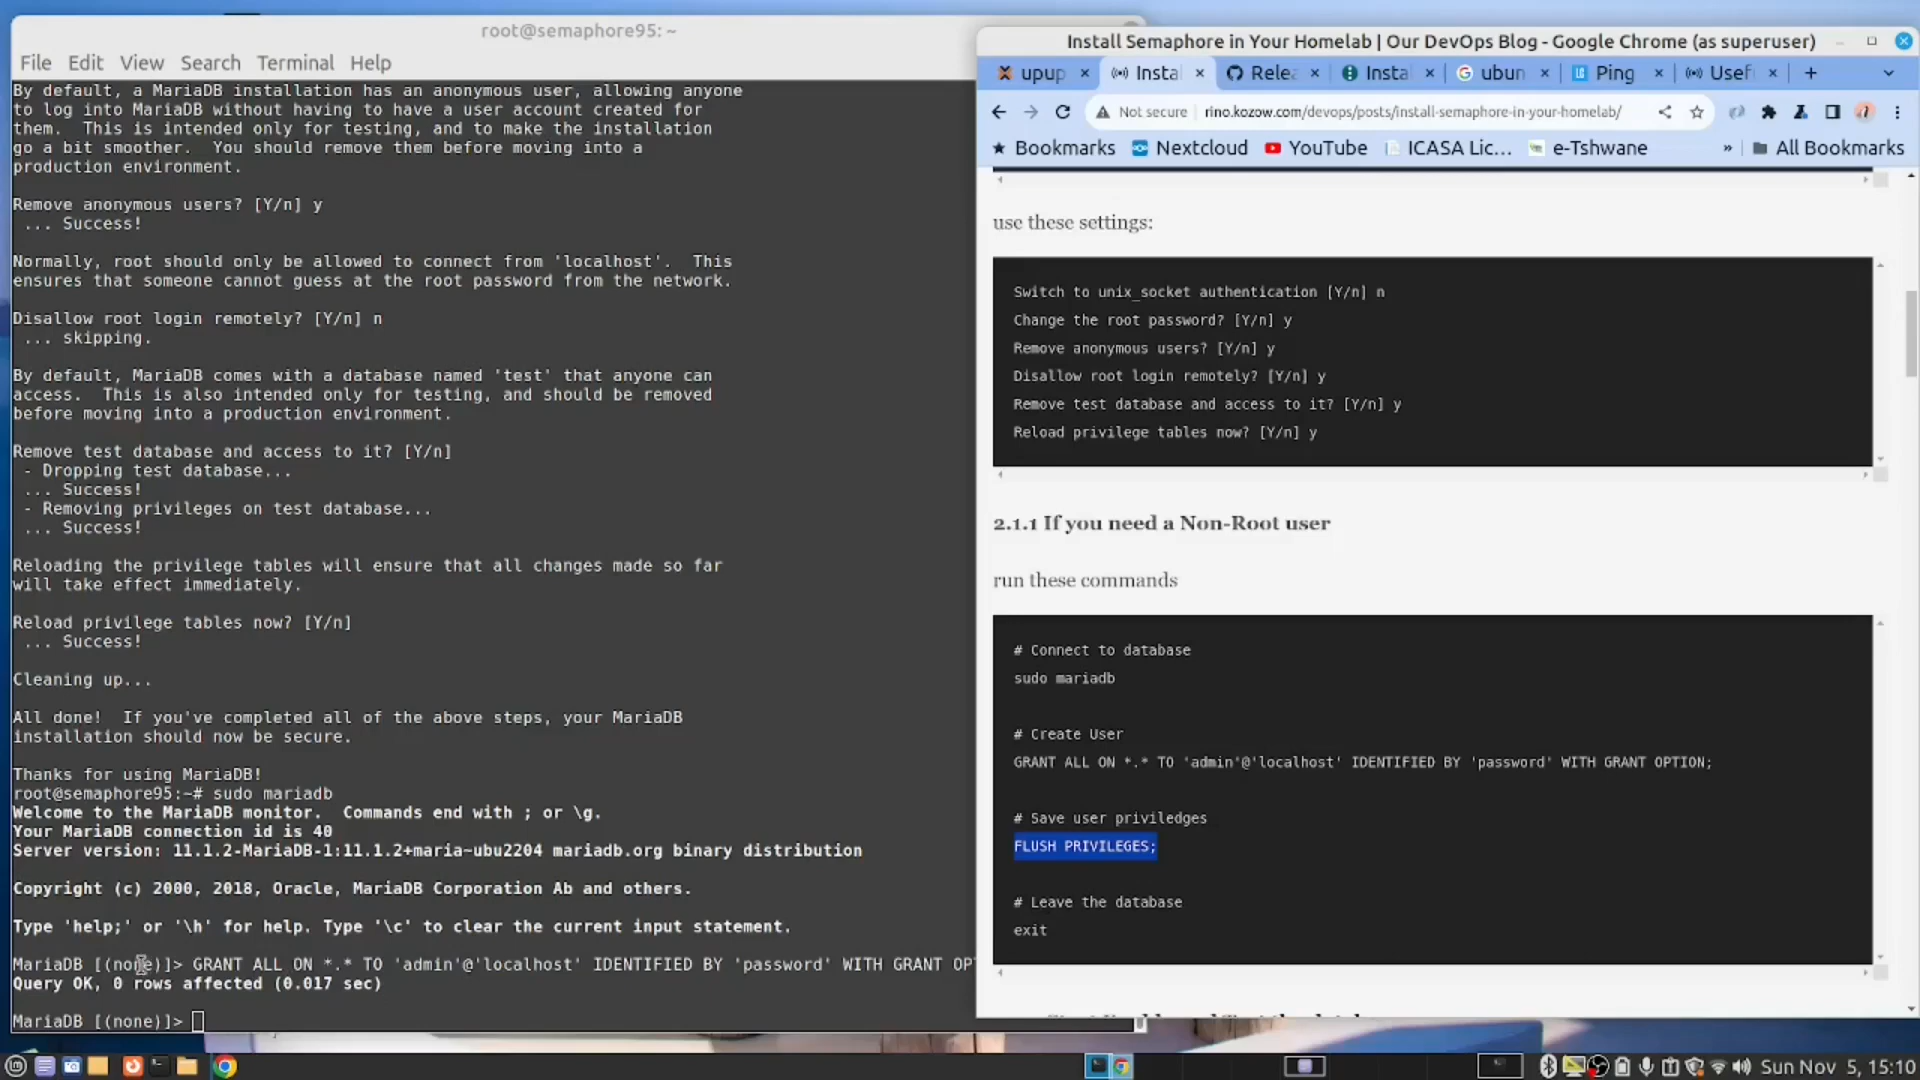 root@semaphore95: ~
File Edit View Search Terminal Help
By default, a MariaDB installation has an anonymous user, allowing anyone
to log into MariaDB without having to have a user account created for
them.  This is intended only for testing, and to make the installation
go a bit smoother.  You should remove them before moving into a
production environment.
Remove anonymous users? [Y/n] y
... Success!
Normally, root should only be allowed to connect from 'localhost'.  This
ensures that someone cannot guess at the root password from the network.
Disallow root login remotely? [Y/n] n
... skipping.
By default, MariaDB comes with a database named 'test' that anyone can
access.  This is also intended only for testing, and should be removed
before moving into a production environment.
Remove test database and access to it? [Y/n]
- Dropping test database...
... Success!
- Removing privileges on test database...
... Success!
Reloading the privilege tables will ensure that all changes made so far
will take effect immediately.
Reload privilege tables now? [Y/n]
... Success!
Cleaning up...
All done!  If you've completed all of the above steps, your MariaDB
installation should now be secure.
Thanks for using MariaDB!
root@semaphore95:~# sudo mariadb
Welcome to the MariaDB monitor.  Commands end with ; or \g.
Your MariaDB connection id is 40
Server version: 11.1.2-MariaDB-1:11.1.2+maria~ubu2204 mariadb.org binary distribution
Copyright (c) 2000, 2018, Oracle, MariaDB Corporation Ab and others.
Type 'help;' or '\h' for help. Type '\c' to clear the current input statement.
MariaDB [(none)]> GRANT ALL ON *.* TO 'admin'@'localhost' IDENTIFIED BY 'password' WITH GRANT OP
Query OK, 0 rows affected (0.017 sec)
MariaDB [(none)]>
Install Semaphore in Your Homelab | Our DevOps Blog - Google Chrome (as superuser)
upup Insta Relea Insta ubun Ping Usef
Not secure rino.kozow.com/devops/posts/install-semaphore-in-your-homelab/
Bookmarks Nextcloud YouTube ICASA Lic... e-Tshwane » All Bookmarks
use these settings:
Switch to unix_socket authentication [Y/n] n
Change the root password? [Y/n] y
Remove anonymous users? [Y/n] y
Disallow root login remotely? [Y/n] y
Remove test database and access to it? [Y/n] y
Reload privilege tables now? [Y/n] y
2.1.1 If you need a Non-Root user
run these commands
# Connect to database
sudo mariadb
# Create User
GRANT ALL ON *.* TO 'admin'@'localhost' IDENTIFIED BY 'password' WITH GRANT OPTION;
# Save user priviledges
FLUSH PRIVILEGES;
# Leave the database
exit
Sun Nov 5, 15:10